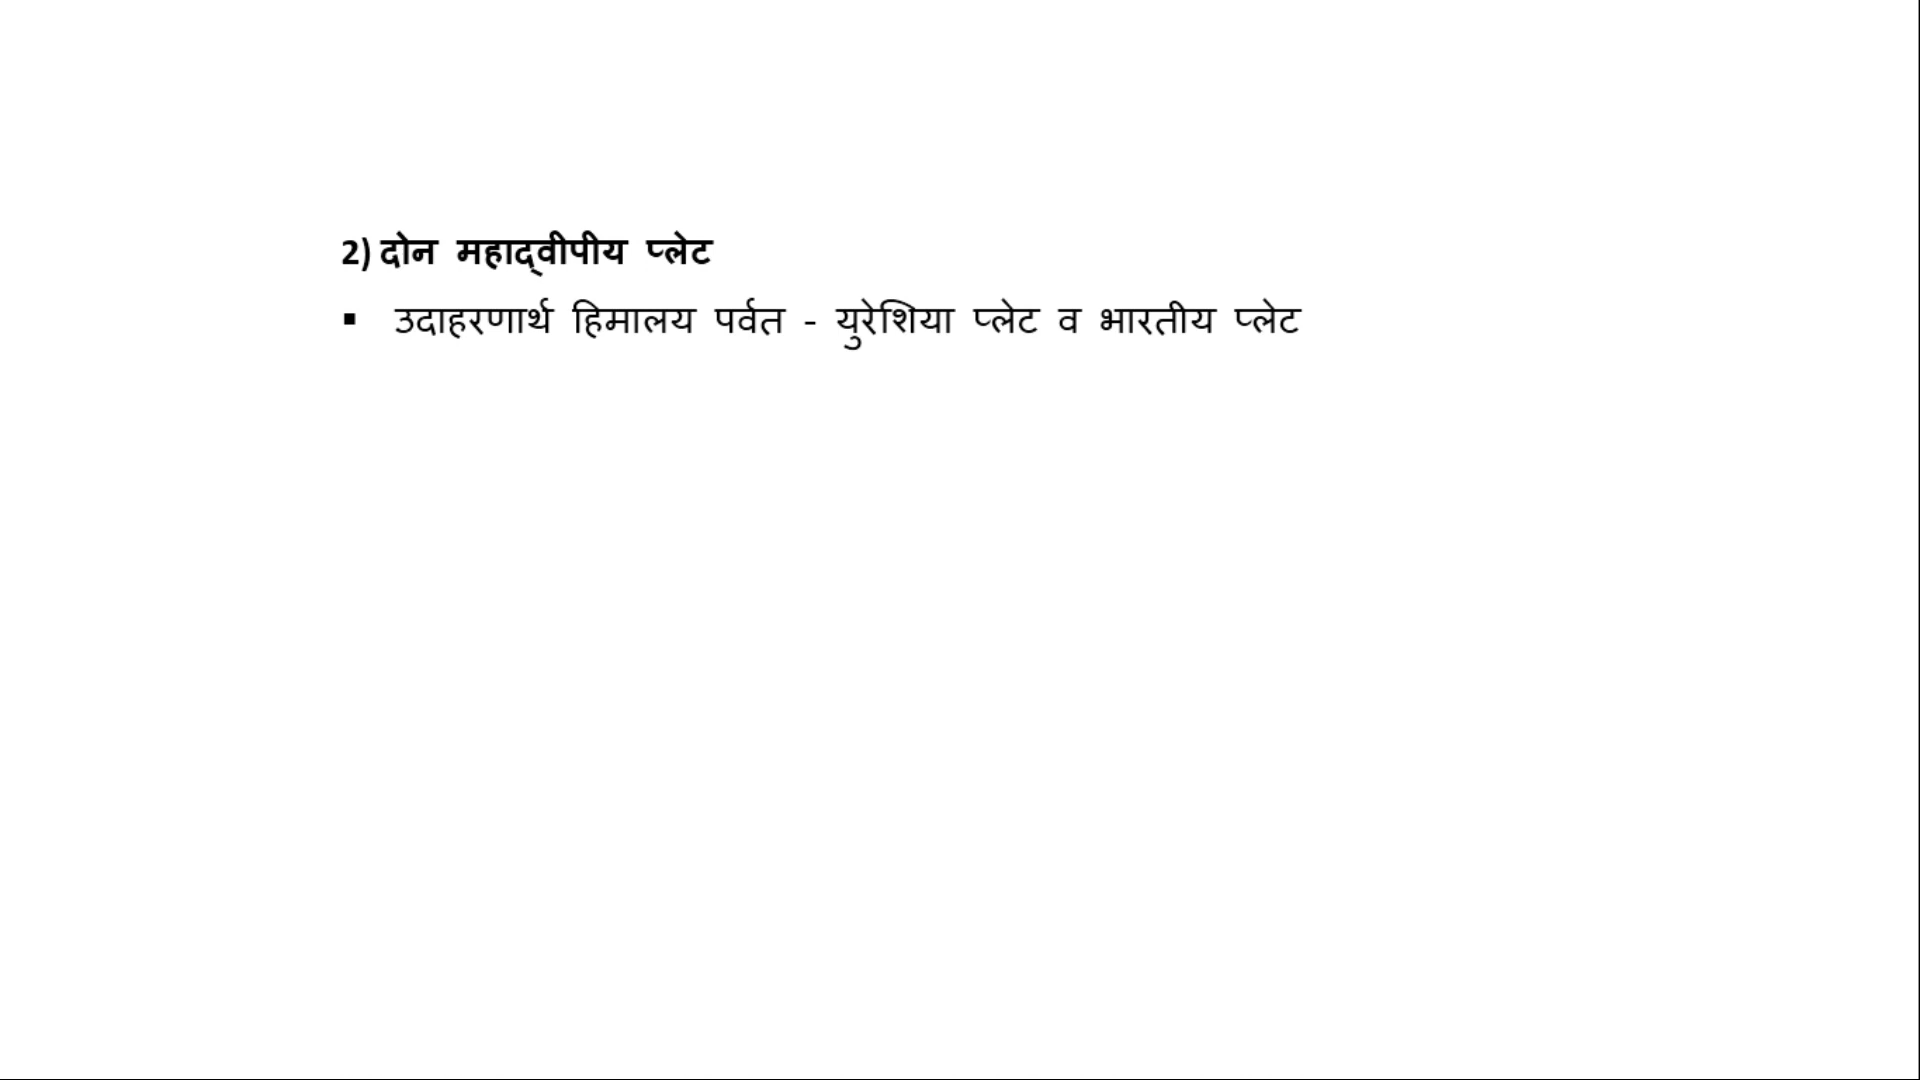 2) दोन महाद्वीपीय प्लेट
▪ उदाहरणार्थ हिमालय पर्वत - युरेशिया प्लेट व भारतीय प्लेट